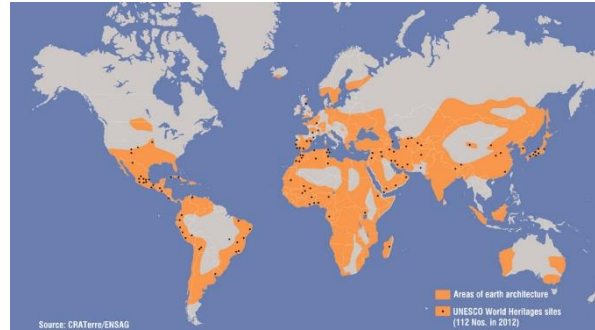 Areas of earth architecture
UNESCO World Heritages sites
(112 Nos. in 2012)
Source: CRATerre/ENSAG